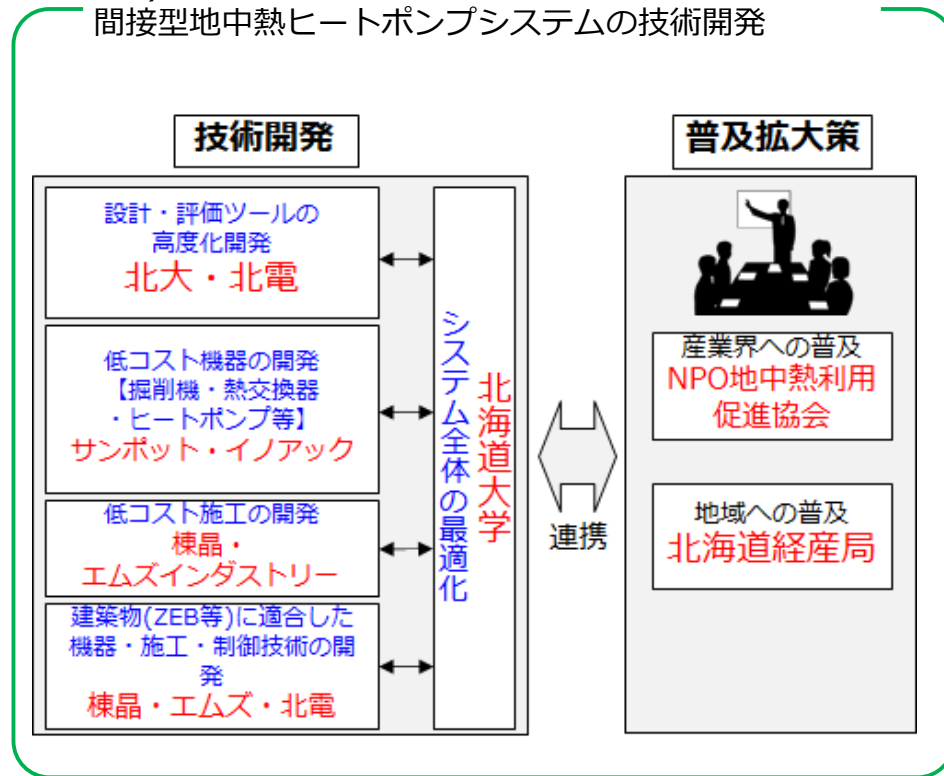 間接型地中熱ヒートポンプシステムの技術開発
技術開発
設計・評価ツールの
高度化開発
北大・北電
低コスト機器の開発
【掘削機・熱交換器
・ヒートポンプ等】
サンポット・イノアック
低コスト施工の開発
棟晶・
エムズインダストリー
建築物(ZEB等)に適合した
機器・施工・制御技術の開
発
棟晶・エムズ・北電
北海道大学
システム全体の最適化
連携
普及拡大策
産業界への普及
NPO地中熱利用
促進協会
地域への普及
北海道経産局